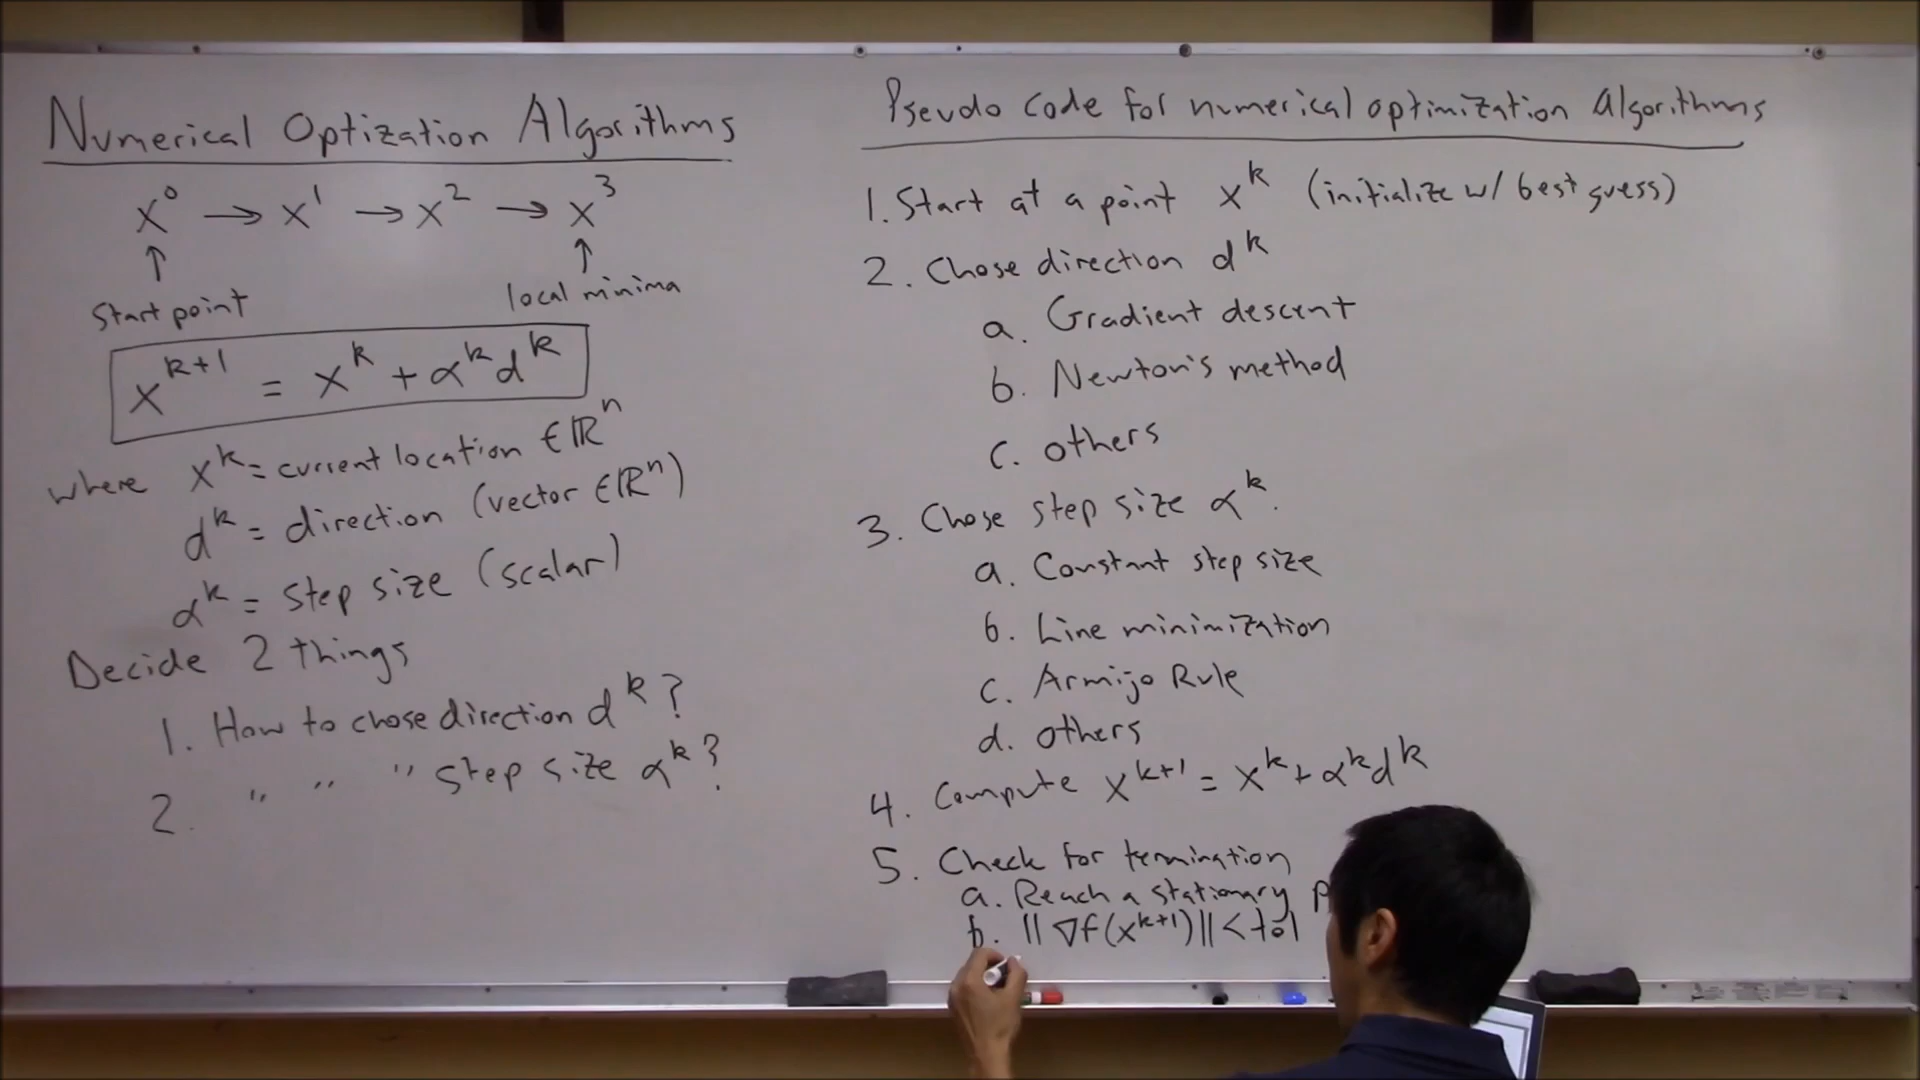 Numerical Optization Algorithms
x⁰ → x¹ → x² → x³
↑ ↑
Start point local minima
x^{k+1} = x^k + α^k d^k
where x^k = current location ∈ ℝⁿ
d^k = direction (vector ∈ ℝⁿ)
α^k = step size (scalar)
Decide 2 things
1. How to chose direction d^k?
2. " " " step size α^k?
Pseudo code for numerical optimization algorithms
1. Start at a point x^k (initialize w/ best guess)
2. Chose direction d^k
a. Gradient descent
b. Newton's method
c. others
3. Chose step size α^k.
a. Constant step size
b. Line minimization
c. Armijo Rule
d. others
4. Compute x^{k+1} = x^k + α^k d^k
5. Check for termination
a. Reach a stationary p
b. ||∇f(x^{k+1})|| < tol